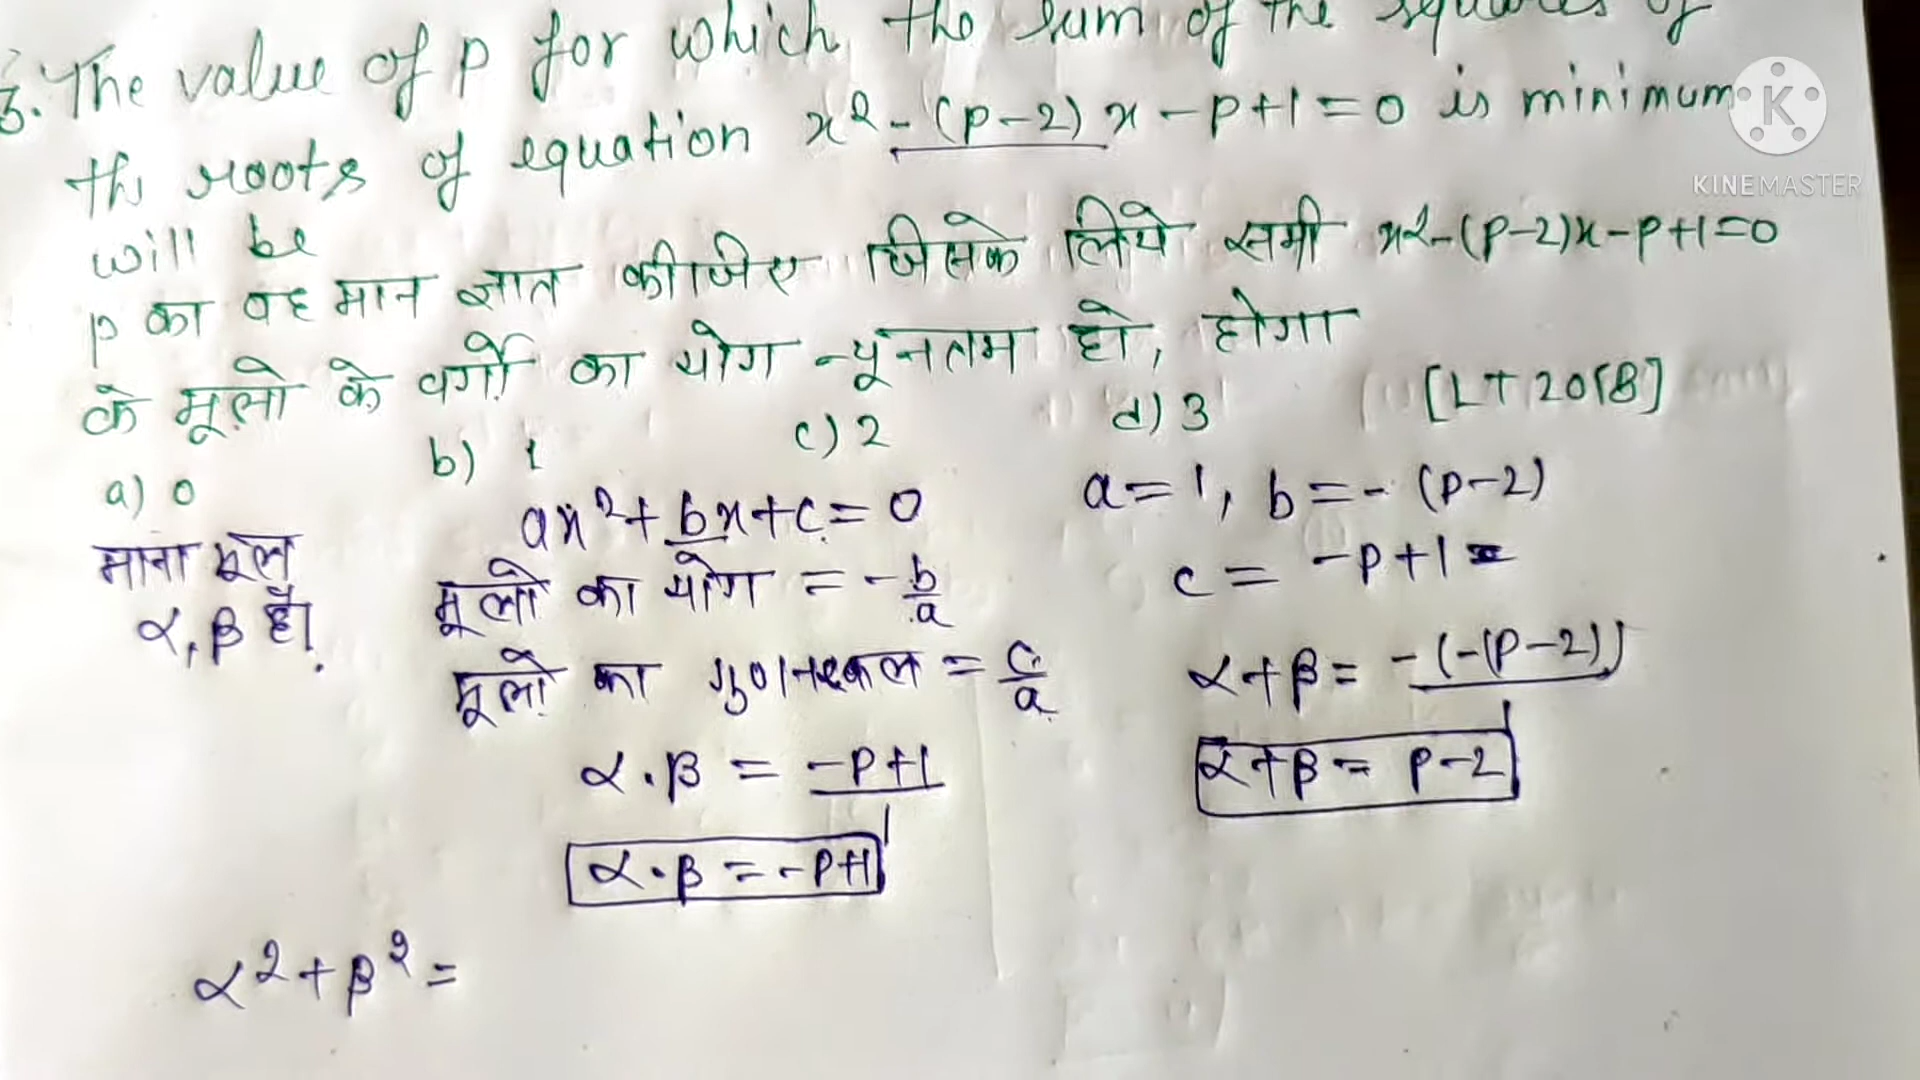 3. The value of p for which the sum of the squares of
the roots of equation x² - (p-2)x - p+1=0 is minimum
will be
p का वह मान ज्ञात कीजिए जिसके लिये समी x²-(p-2)x-p+1=0
के मूलो के वर्गो का योग न्यूनतम हो, होगा
[LT 2018]
a) 0 b) 1 c) 2 d) 3
माना मूल
α, β है।
ax² + bx + c = 0
मूलो का योग = - b/a
मूलो का गुणनफल = c/a
α . β = -p+1/1
α . β = -p+1
a = 1, b = - (p-2)
c = -p+1 =
α+β = -(-(p-2))/1
α+β = p-2
α² + β² =
KINEMASTER